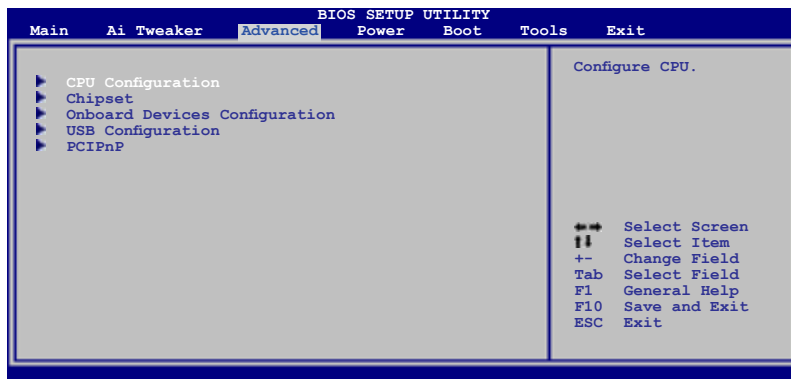 BIOS SETUP UTILITY
Main Ai Tweaker Advanced Power Boot Tools Exit
CPU Configuration
Chipset
Onboard Devices Configuration
USB Configuration
PCIPnP
Configure CPU.
←→ Select Screen
↑↓ Select Item
+- Change Field
Tab Select Field
F1 General Help
F10 Save and Exit
ESC Exit